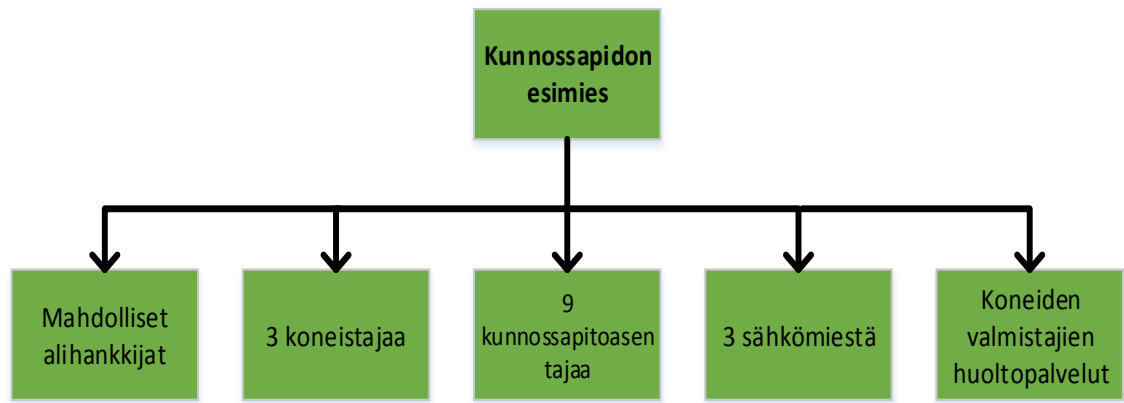 Kunnossapidon
esimies
Mahdolliset
alihankkijat
3 koneistajaa
9
kunnossapitoasen
tajaa
3 sähkömiestä
Koneiden
valmistajien
huoltopalvelut